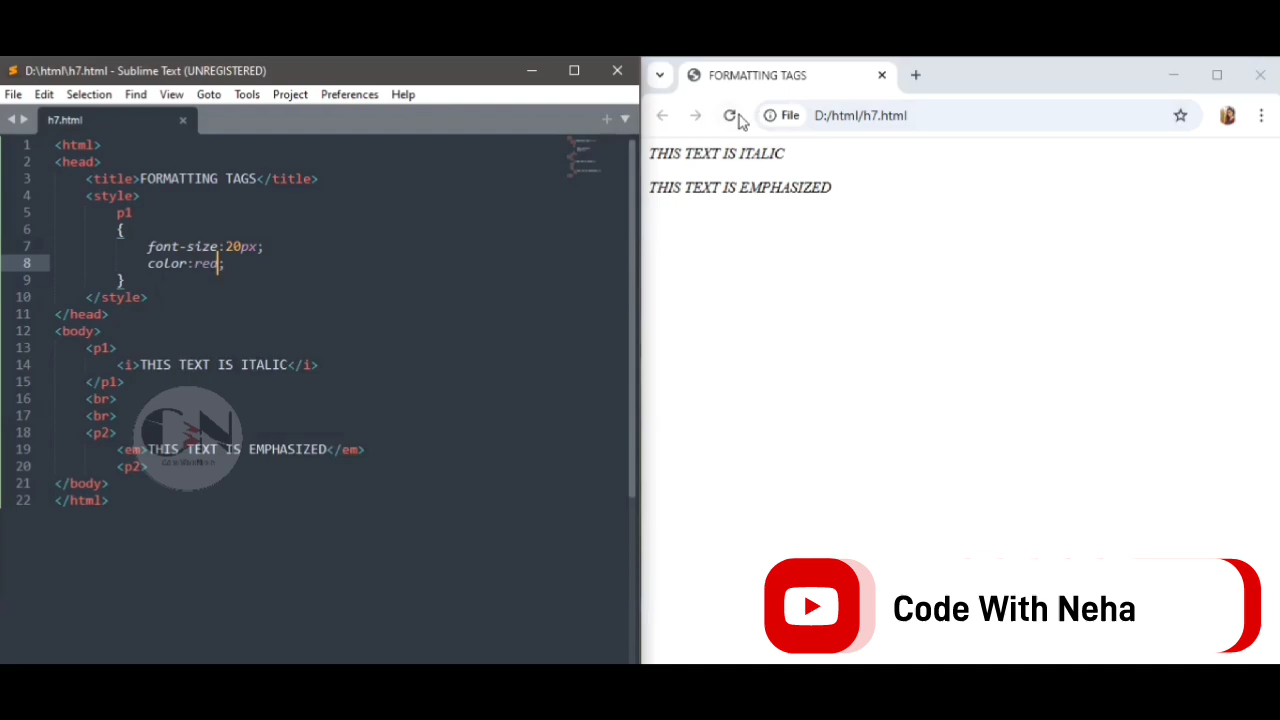 D:\html\h7.html - Sublime Text (UNREGISTERED)
File Edit Selection Find View Goto Tools Project Preferences Help
h7.html
1 <html>
2 <head>
3 <title>FORMATTING TAGS</title>
4 <style>
5 p1
6 {
7 font-size:20px;
8 color:red;
9 }
10 </style>
11 </head>
12 <body>
13 <p1>
14 <i>THIS TEXT IS ITALIC</i>
15 </p1>
16 <br>
17 <br>
18 <p2>
19 <em>THIS TEXT IS EMPHASIZED</em>
20 <p2>
21 </body>
22 </html>
FORMATTING TAGS
File D:/html/h7.html
THIS TEXT IS ITALIC
THIS TEXT IS EMPHASIZED
Code With Neha